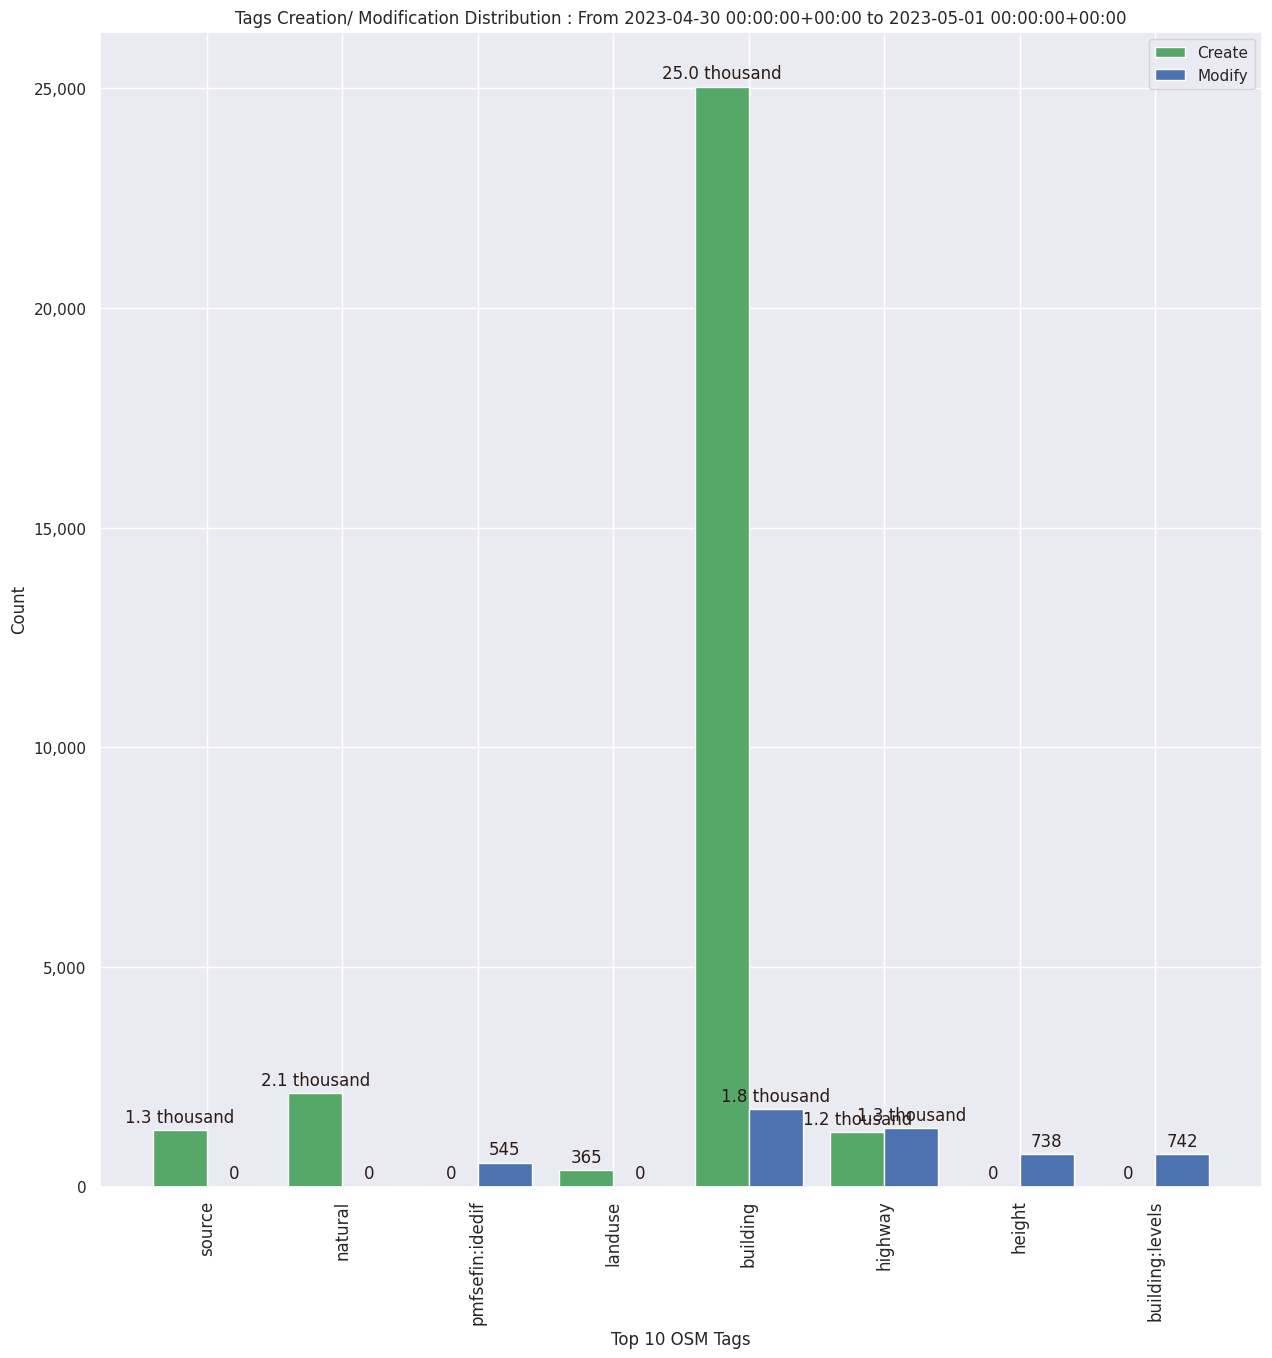 Tags Creation/ Modification Distribution : From 2023-04-30 00:00:00+00:00 to 2023-05-01 00:00:00+00:00
Create
Modify
25.0 thousand
25,000
20,000
15,000
10,000
5,000
0
Count
1.3 thousand
0
2.1 thousand
0
0
545
365
0
1.8 thousand
1.2 thousand
1.3 thousand
0
738
0
742
source
natural
pmfsefin:idedif
landuse
building
highway
height
building:levels
Top 10 OSM Tags